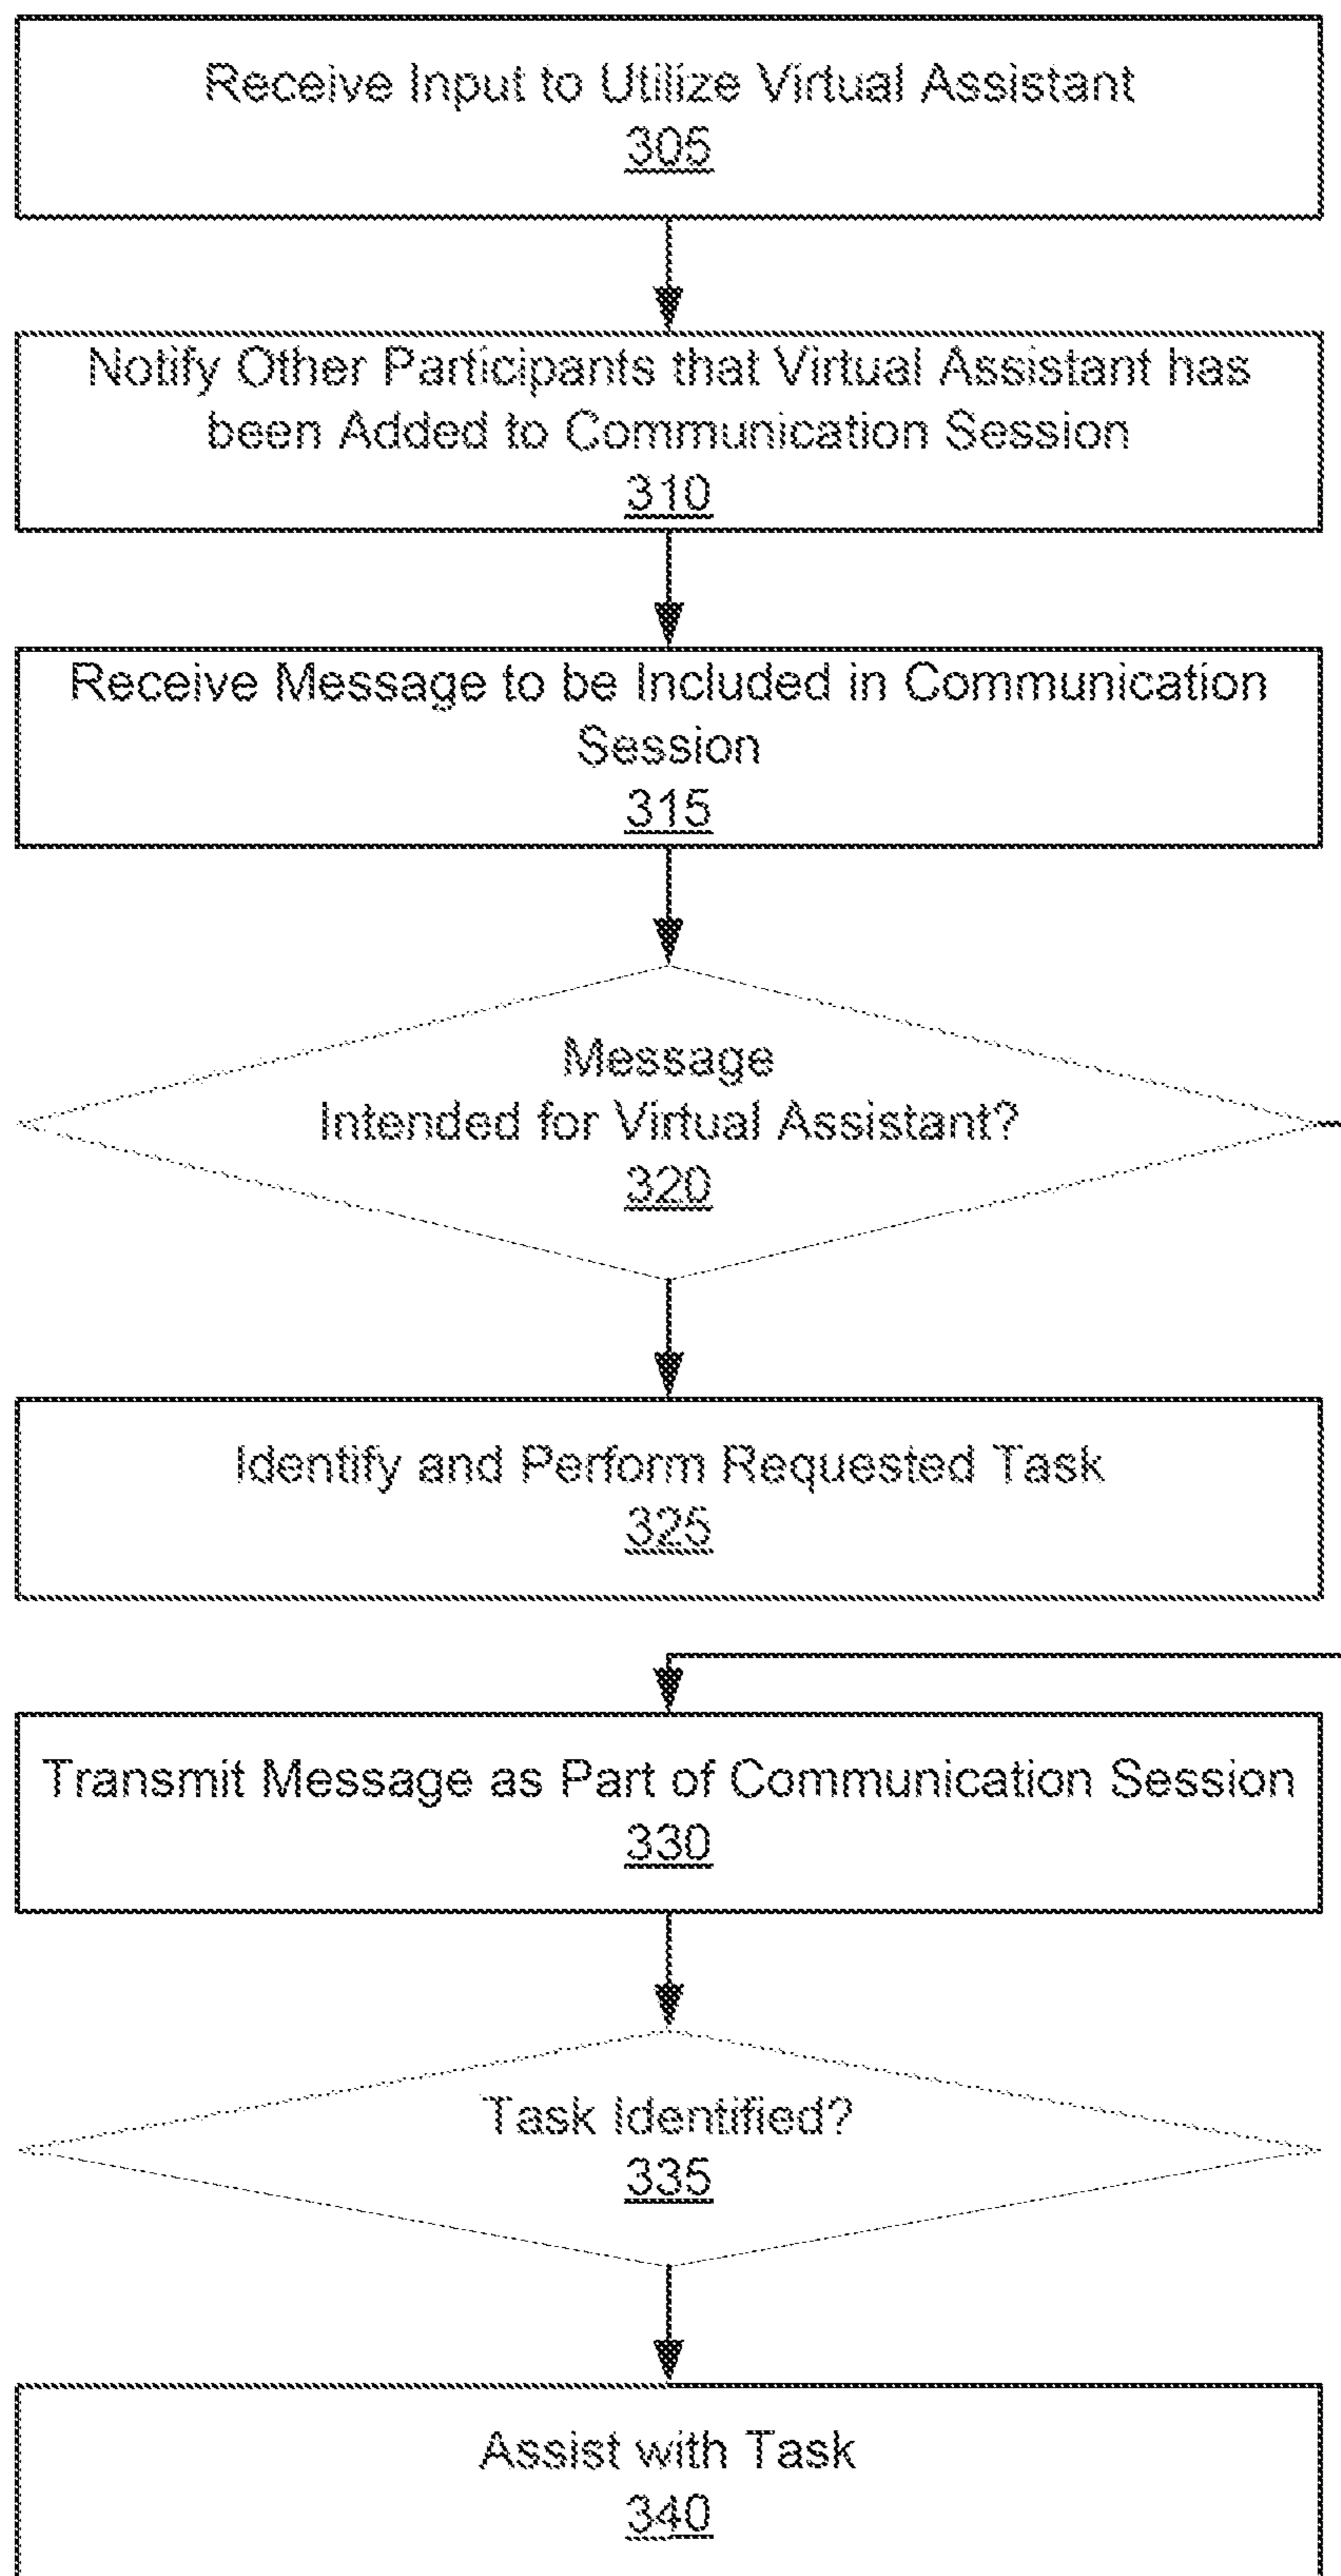 Receive Input to Utilize Virtual Assistant
305
Notify Other Participants that Virtual Assistant has
been Added to Communication Session
310
Receive Message to be Included in Communication
Session
315
Message
Intended for Virtual Assistant?
320
Identify and Perform Requested Task
325
Transmit Message as Part of Communication Session
330
Task Identified?
335
Assist with Task
340